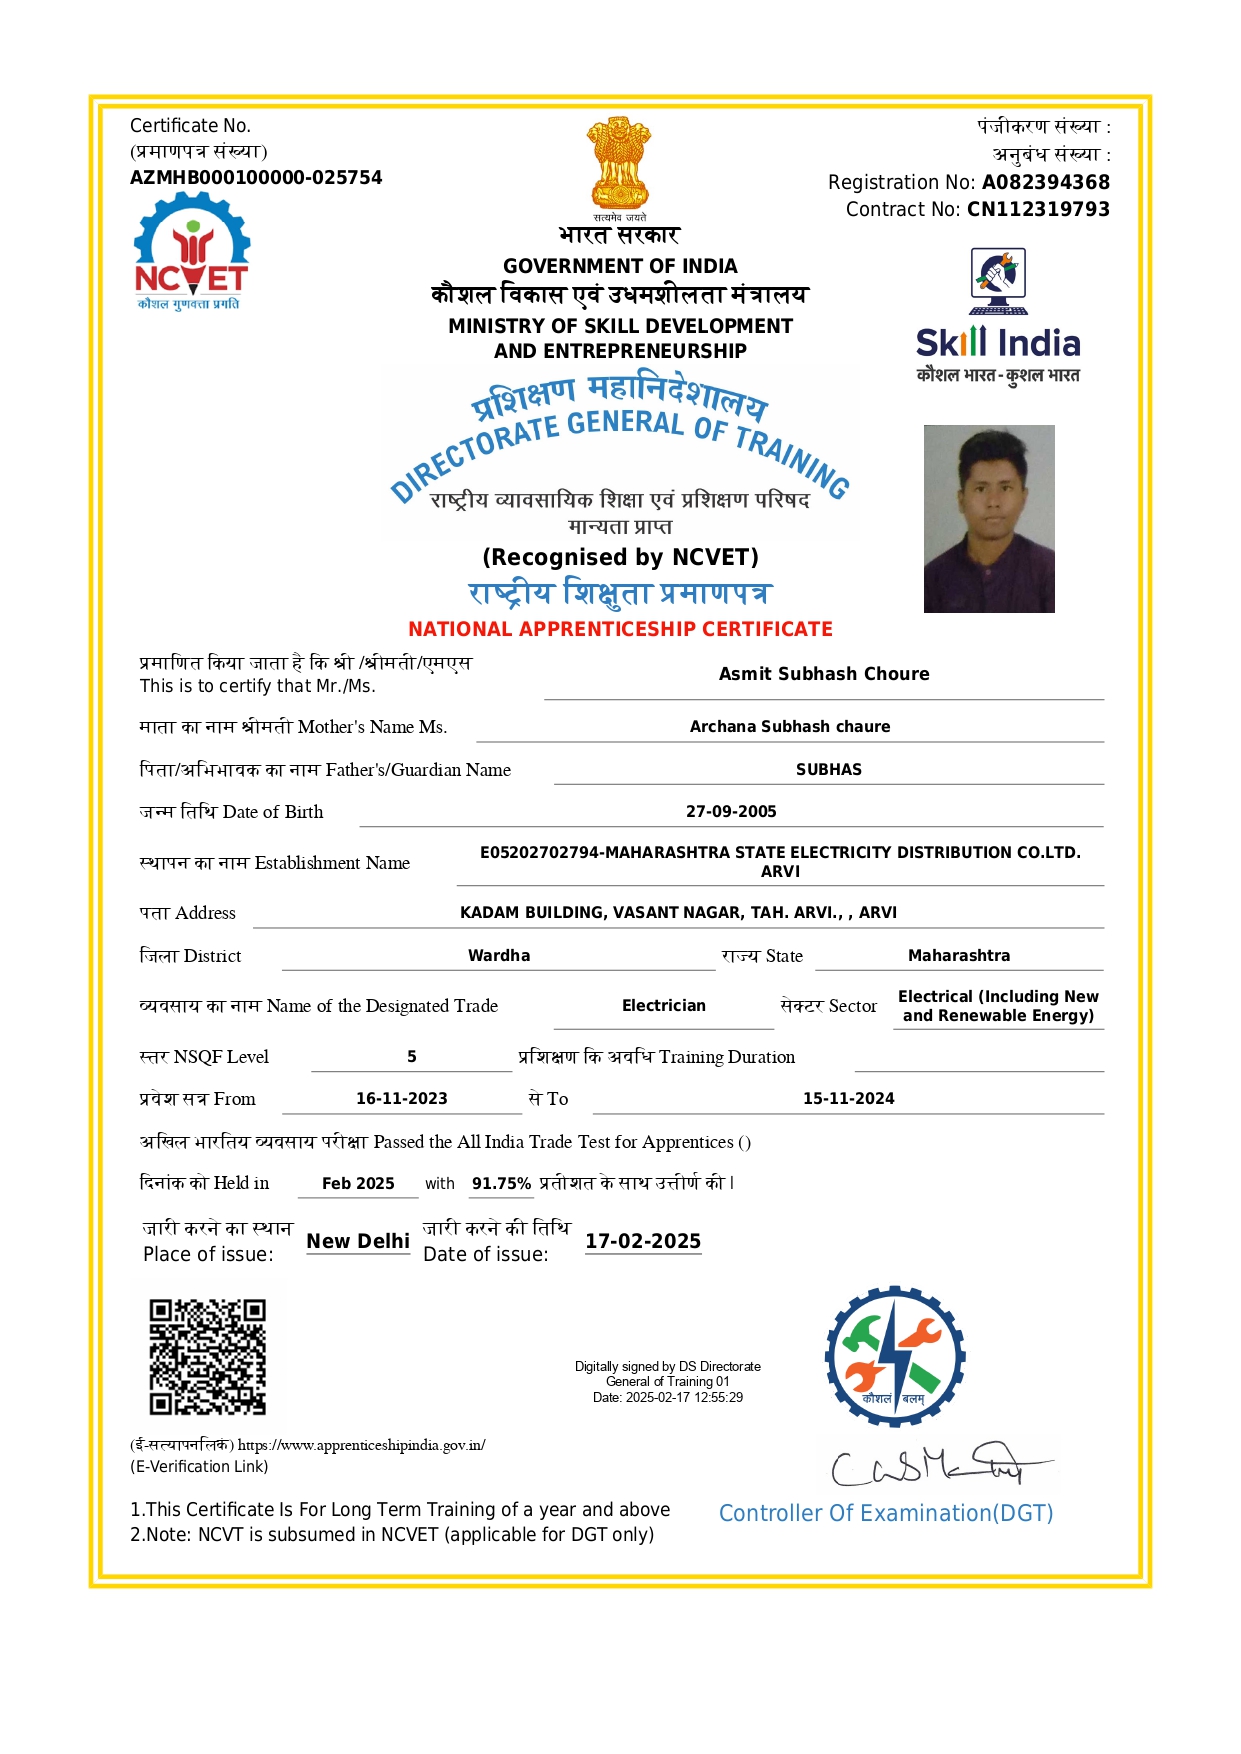 Certificate No.
(प्रमाणपत्र संख्या)
AZMHB000100000-025754
NCVET
कौशल गुणवत्ता प्रगति
सत्यमेव जयते
भारत सरकार
GOVERNMENT OF INDIA
कौशल विकास एवं उधमशीलता मंत्रालय
MINISTRY OF SKILL DEVELOPMENT
AND ENTREPRENEURSHIP
पंजीकरण संख्या :
अनुबंध संख्या :
Registration No: A082394368
Contract No: CN112319793
Skill India
कौशल भारत-कुशल भारत
प्रशिक्षण महानिदेशालय
DIRECTORATE GENERAL OF TRAINING
राष्ट्रीय व्यावसायिक शिक्षा एवं प्रशिक्षण परिषद
मान्यता प्राप्त
(Recognised by NCVET)
राष्ट्रीय शिक्षुता प्रमाणपत्र
NATIONAL APPRENTICESHIP CERTIFICATE
प्रमाणित किया जाता है कि श्री /श्रीमती/एमएस
This is to certify that Mr./Ms. Asmit Subhash Choure
माता का नाम श्रीमती Mother's Name Ms. Archana Subhash chaure
पिता/अभिभावक का नाम Father's/Guardian Name SUBHAS
जन्म तिथि Date of Birth 27-09-2005
स्थापन का नाम Establishment Name E05202702794-MAHARASHTRA STATE ELECTRICITY DISTRIBUTION CO.LTD.
ARVI
पता Address KADAM BUILDING, VASANT NAGAR, TAH. ARVI., , ARVI
जिला District Wardha राज्य State Maharashtra
व्यवसाय का नाम Name of the Designated Trade Electrician सेक्टर Sector Electrical (Including New
and Renewable Energy)
स्तर NSQF Level 5 प्रशिक्षण कि अवधि Training Duration
प्रवेश सत्र From 16-11-2023 से To 15-11-2024
अखिल भारतिय व्यवसाय परीक्षा Passed the All India Trade Test for Apprentices ()
दिनांक को Held in Feb 2025 with 91.75% प्रतीशत के साथ उत्तीर्ण की |
जारी करने का स्थान
Place of issue: New Delhi
जारी करने की तिथि
Date of issue: 17-02-2025
Digitally signed by DS Directorate
General of Training 01
Date: 2025-02-17 12:55:29
कौशलं बलम्
(ई-सत्यापनलिंक) https://www.apprenticeshipindia.gov.in/
(E-Verification Link)
1.This Certificate Is For Long Term Training of a year and above
2.Note: NCVT is subsumed in NCVET (applicable for DGT only)
Controller Of Examination(DGT)